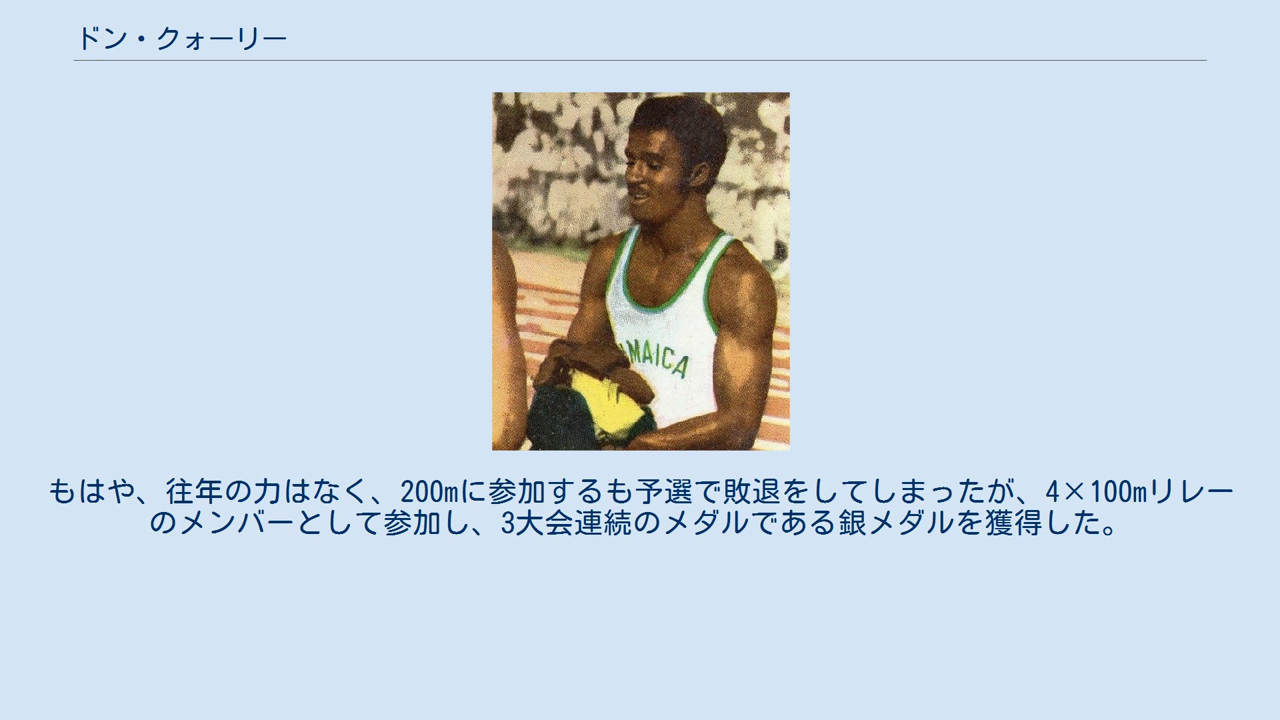 ドン・クォーリー
MAICA
もはや、往年の力はなく、200mに参加するも予選で敗退をしてしまったが、4×100mリレー
のメンバーとして参加し、3大会連続のメダルである銀メダルを獲得した。